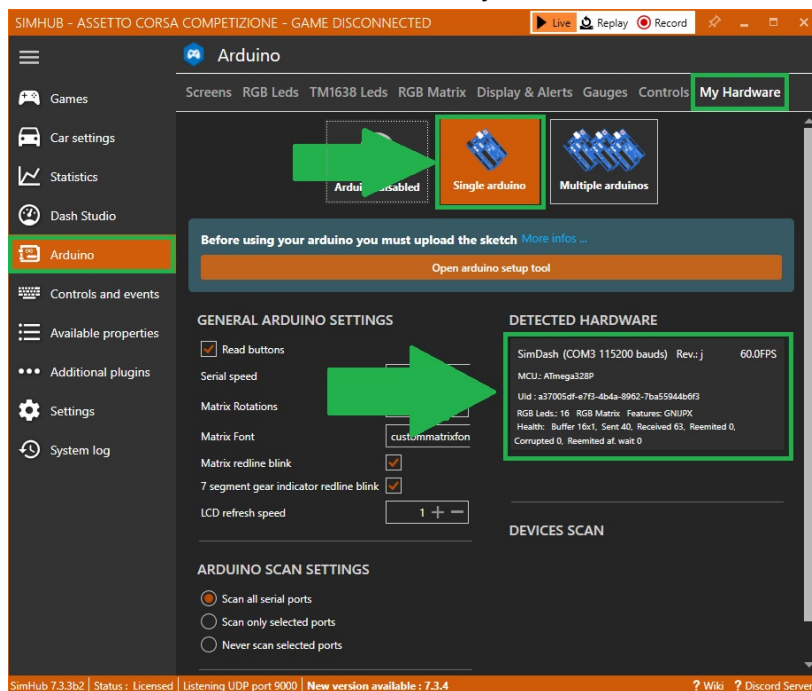 SIMHUB - ASSETTO CORSA COMPETIZIONE - GAME DISCONNECTED
Live Replay Record
Arduino
Screens RGB Leds TM1638 Leds RGB Matrix Display & Alerts Gauges Controls My Hardware
Games
Car settings
Statistics
Dash Studio
Arduino
Controls and events
Available properties
Additional plugins
Settings
System log
Single arduino
Multiple arduinos
Before using your arduino you must upload the sketch More infos ...
Open arduino setup tool
GENERAL ARDUINO SETTINGS
Read buttons
Serial speed
Matrix Rotations
Matrix Font custommatrixfon
Matrix redline blink
7 segment gear indicator redline blink
LCD refresh speed 1 + −
ARDUINO SCAN SETTINGS
Scan all serial ports
Scan only selected ports
Never scan selected ports
DETECTED HARDWARE
SimDash (COM3 115200 bauds) Rev.: j 60.0FPS
MCU.: ATmega328P
UId : a37005df-e7f3-4b4a-8962-7ba55944b6f3
RGB Leds.: 16 RGB Matrix Features: GNIJPX
Health: Buffer 16x1, Sent 40, Received 63, Reemited 0,
Corrupted 0, Reemited af. wait 0
DEVICES SCAN
SimHub 7.3.3b2 Status : Licensed Listening UDP port 9000 New version available : 7.3.4 ? Wiki ? Discord Server